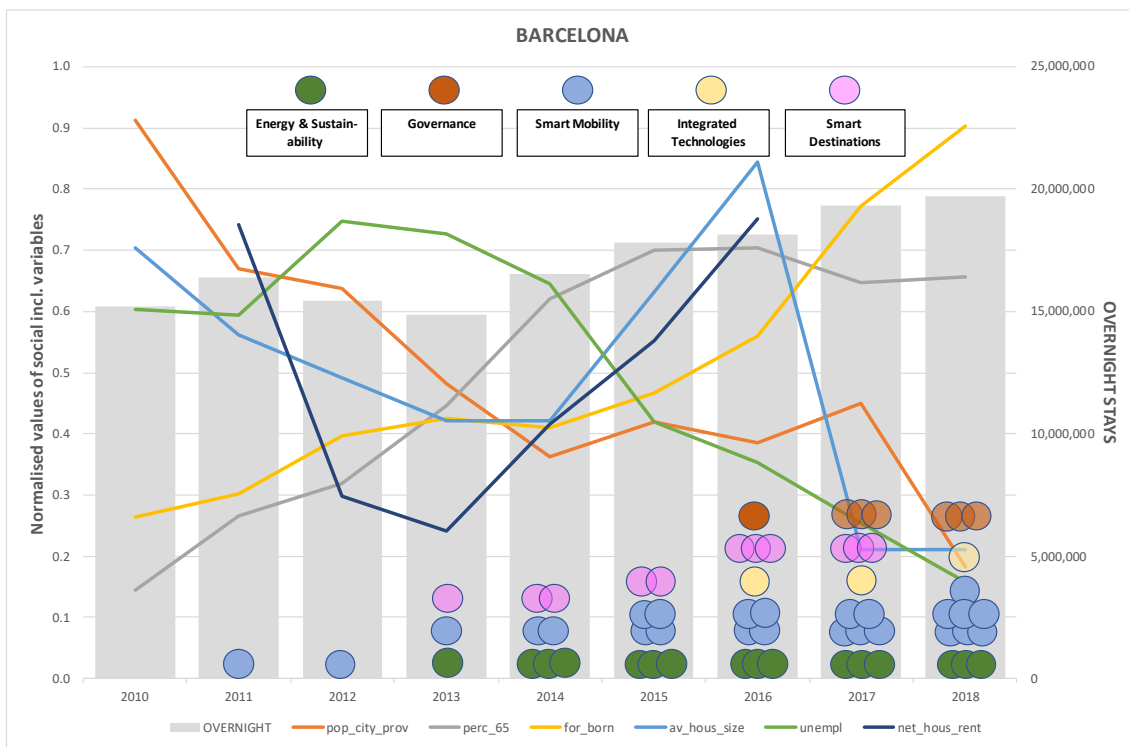 BARCELONA
Energy & Sustain-
ability
Governance
Smart Mobility
Integrated
Technologies
Smart
Destinations
Normalised values of social incl. variables
1.0
0.9
0.8
0.7
0.6
0.5
0.4
0.3
0.2
0.1
0.0
25,000,000
20,000,000
15,000,000
10,000,000
5,000,000
0
OVERNIGHT STAYS
2010 2011 2012 2013 2014 2015 2016 2017 2018
OVERNIGHT pop_city_prov perc_65 for_born av_hous_size unempl net_hous_rent